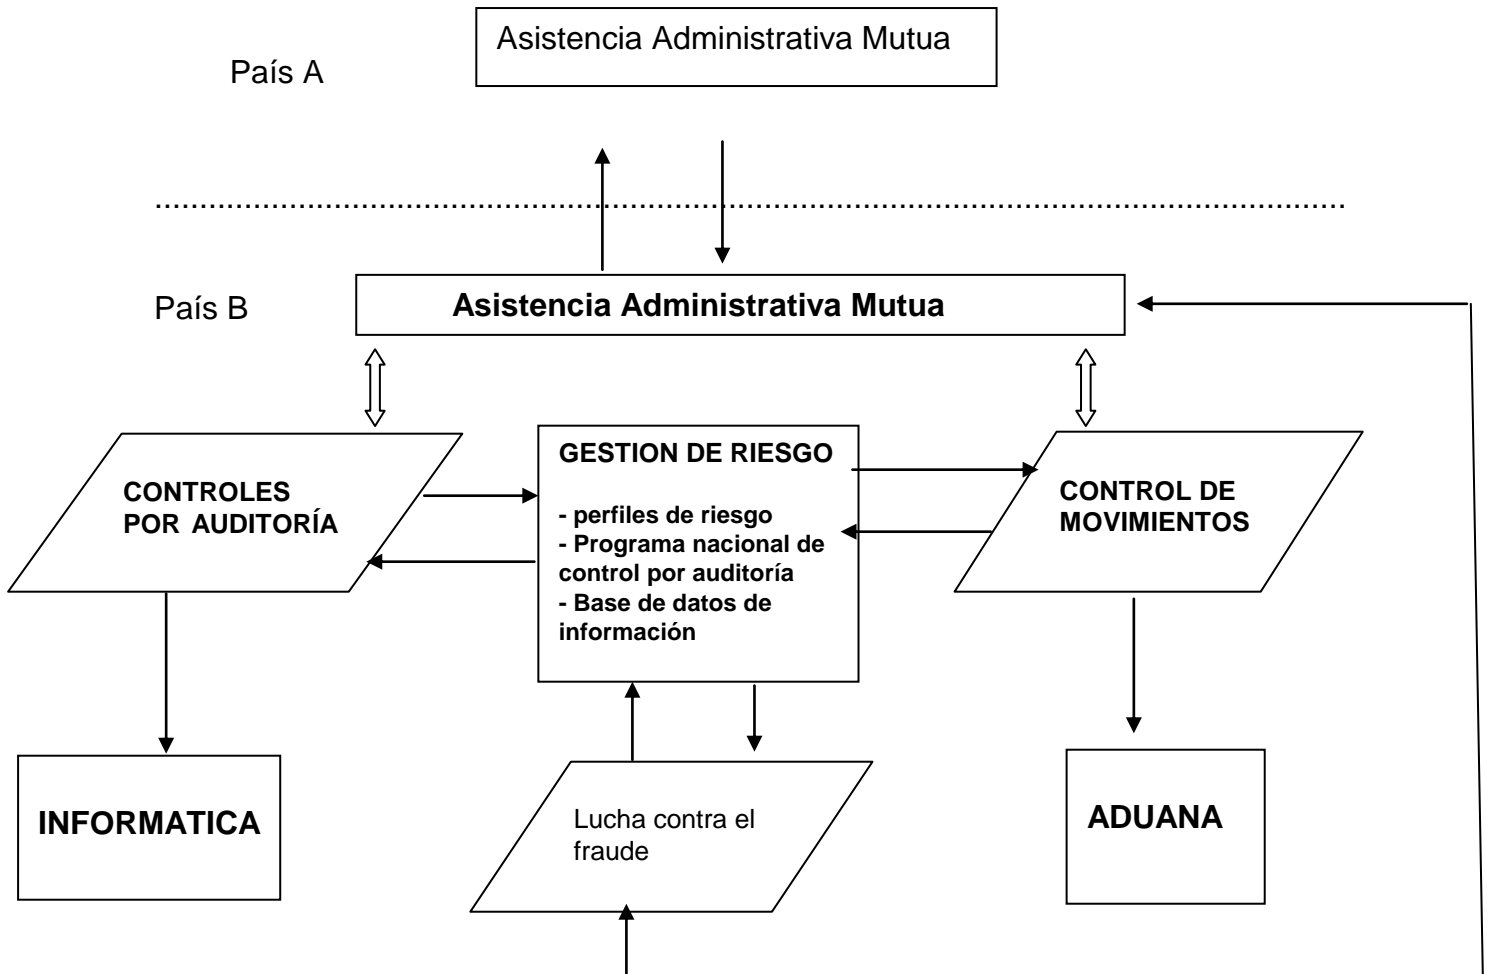 Asistencia Administrativa Mutua
País A
País B
Asistencia Administrativa Mutua
CONTROLES
POR AUDITORÍA
GESTION DE RIESGO
- perfiles de riesgo
- Programa nacional de
control por auditoría
- Base de datos de
información
CONTROL DE
MOVIMIENTOS
INFORMATICA
Lucha contra el
fraude
ADUANA